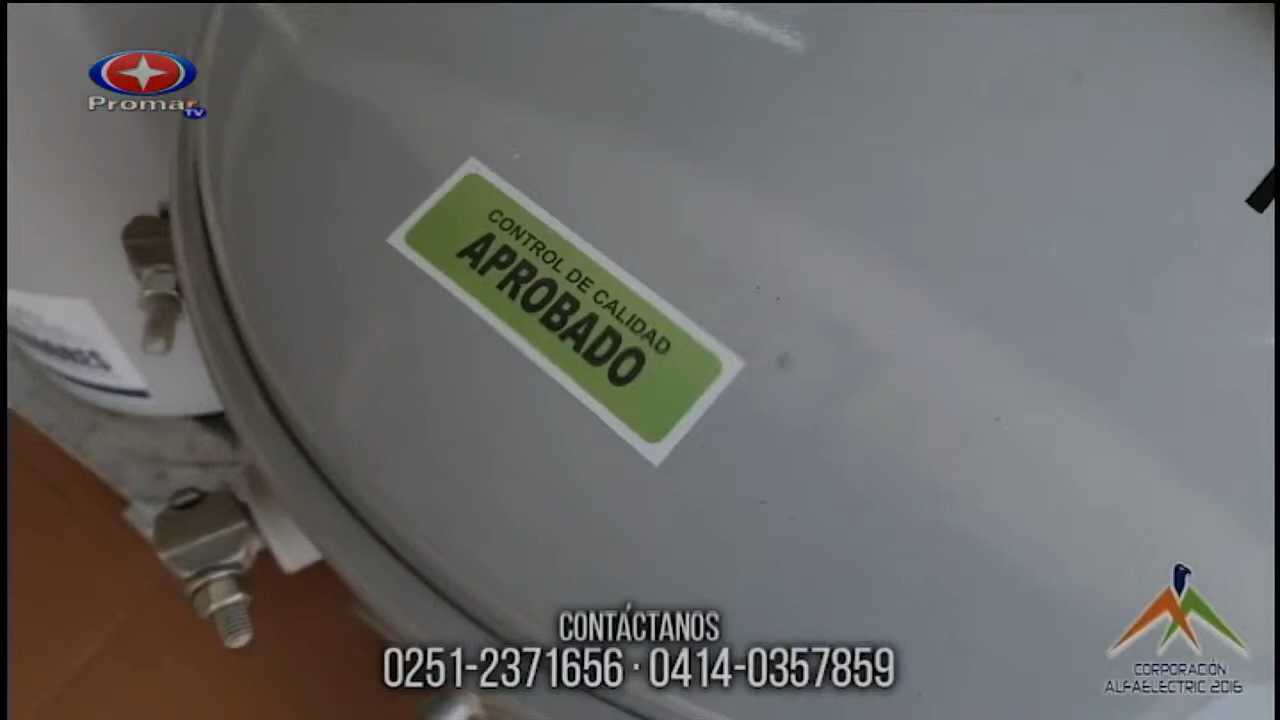 Promar
TV
CONTROL DE CALIDAD
APROBADO
CONTÁCTANOS
0251-2371656 · 0414-0357859
CORPORACIÓN
ALFAELECTRIC 2016